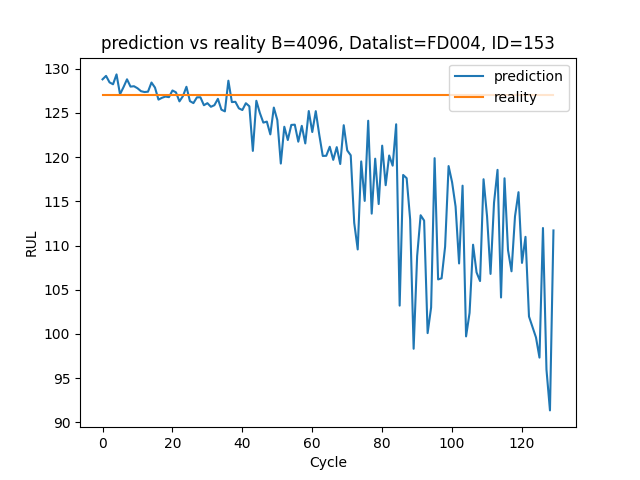 prediction vs reality B=4096, Datalist=FD004, ID=153
prediction
reality
RUL
130
125
120
115
110
105
100
95
90
0 20 40 60 80 100 120
Cycle